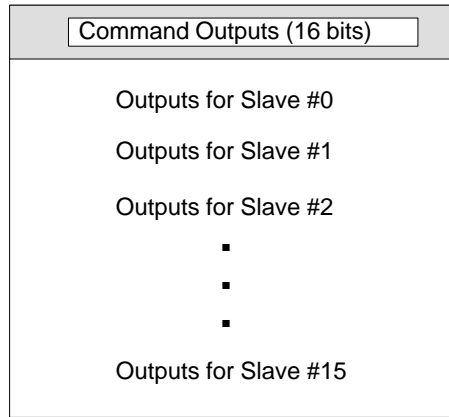 Command Outputs (16 bits)
Outputs for Slave #0
Outputs for Slave #1
Outputs for Slave #2
Outputs for Slave #15